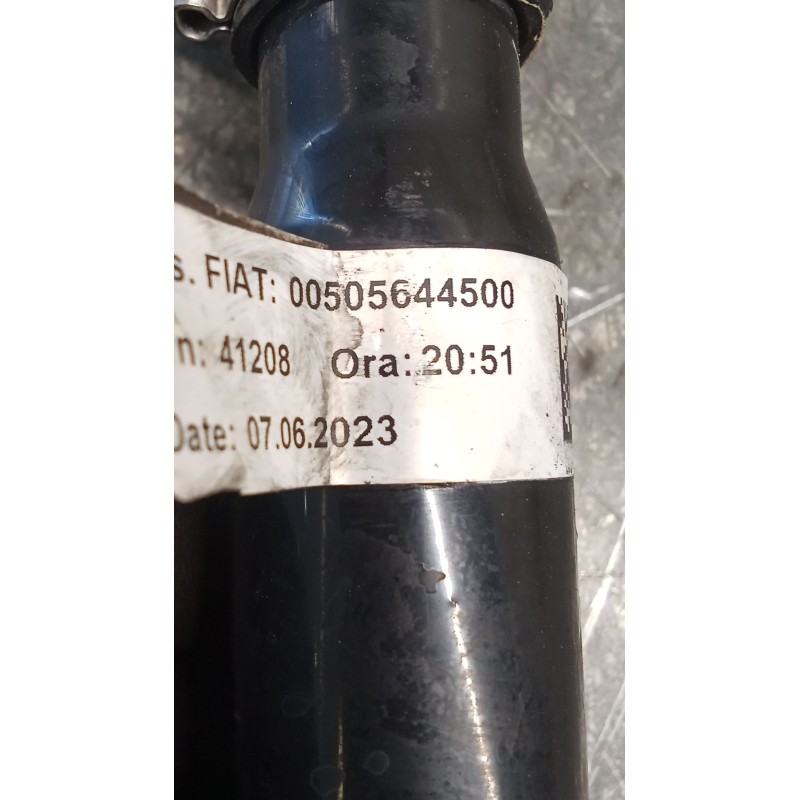 s. FIAT: 00505644500
n: 41208 Ora: 20:51
Date: 07.06.2023